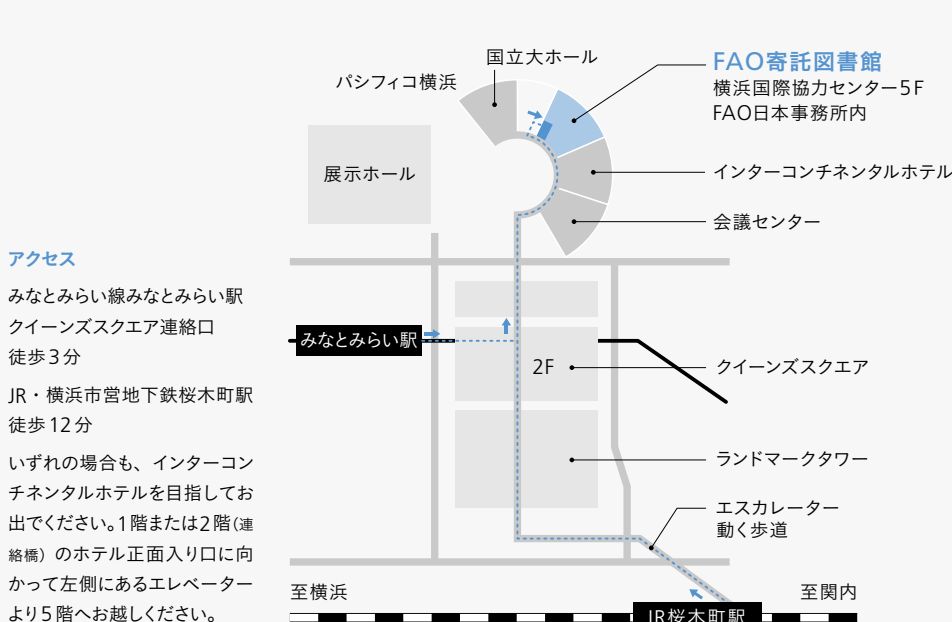 国立大ホール
パシフィコ横浜
FAO寄託図書館
横浜国際協力センター5F
FAO日本事務所内
展示ホール
インターコンチネンタルホテル
会議センター
アクセス
みなとみらい線みなとみらい駅
クイーンズスクエア連絡口
徒歩3分
JR・横浜市営地下鉄桜木町駅
徒歩12分
いずれの場合も、インターコン
チネンタルホテルを目指してお
出でください。1階または2階(連
絡橋)のホテル正面入り口に向
かって左側にあるエレベーター
より5階へお越しください。
みなとみらい駅
2F
クイーンズスクエア
ランドマークタワー
エスカレーター
動く歩道
至横浜
至関内
JR桜木町駅